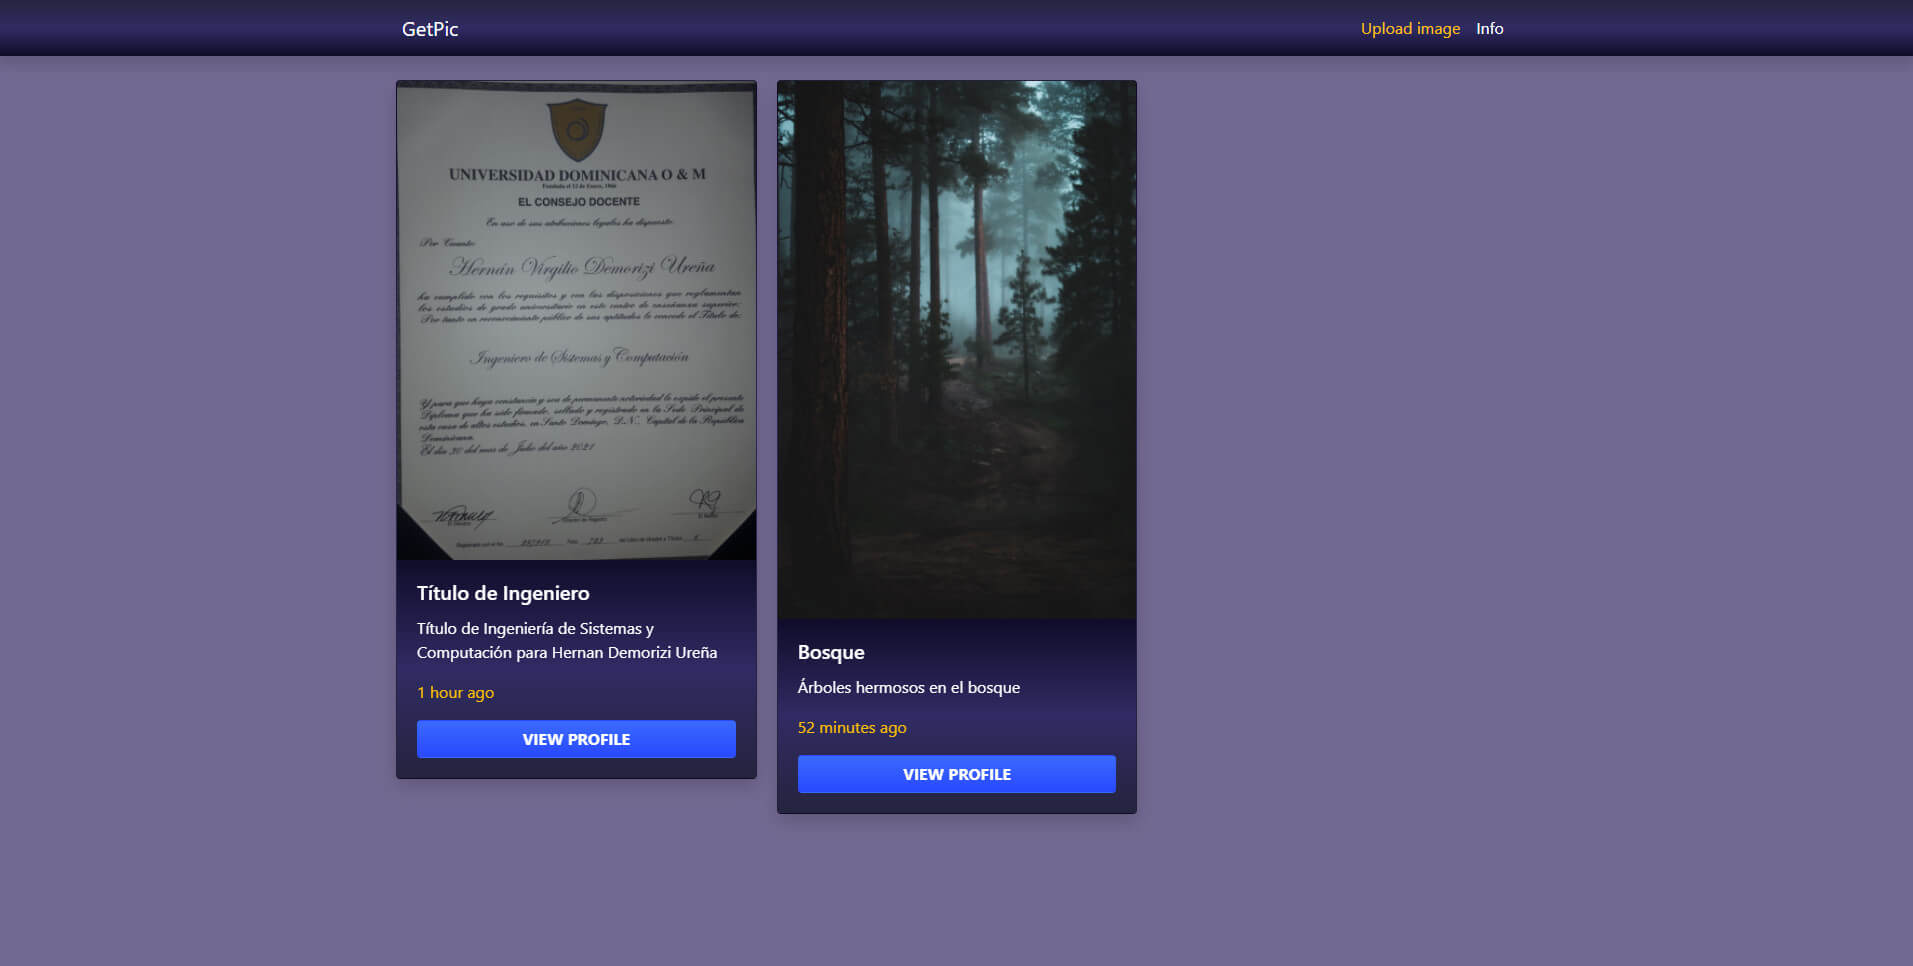 GetPic
Upload image
Info
UNIVERSIDAD DOMINICANA O & M
Fundada el 12 de Enero, 1966
EL CONSEJO DOCENTE
En uso de sus atribuciones legales ha dispuesto:
Por Cuanto
Hernán Virgilio Demorizi Ureña
ha cumplido con los requisitos y con las disposiciones que reglamentan
los estudios de grado universitario en este centro de enseñanza superior:
Por tanto en reconocimiento público de sus aptitudes le concede el Título de:
Ingeniero de Sistemas y Computación
Y para que haya constancia y sea de permanente notoriedad le expide el presente
Diploma que ha sido firmado, sellado y registrado en la Sede Principal de
esta casa de altos estudios, en Santo Domingo, D.N., Capital de la República
Dominicana.
El día 30 del mes de Julio del año 2021
Título de Ingeniero
Título de Ingeniería de Sistemas y
Computación para Hernan Demorizi Ureña
1 hour ago
VIEW PROFILE
Bosque
Árboles hermosos en el bosque
52 minutes ago
VIEW PROFILE